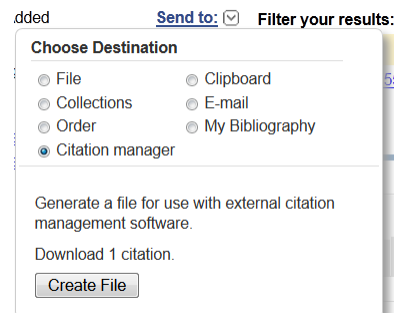 Send to: Filter your results:
Choose Destination
File Clipboard
Collections E-mail
Order My Bibliography
Citation manager
Generate a file for use with external citation
management software.
Download 1 citation.
Create File